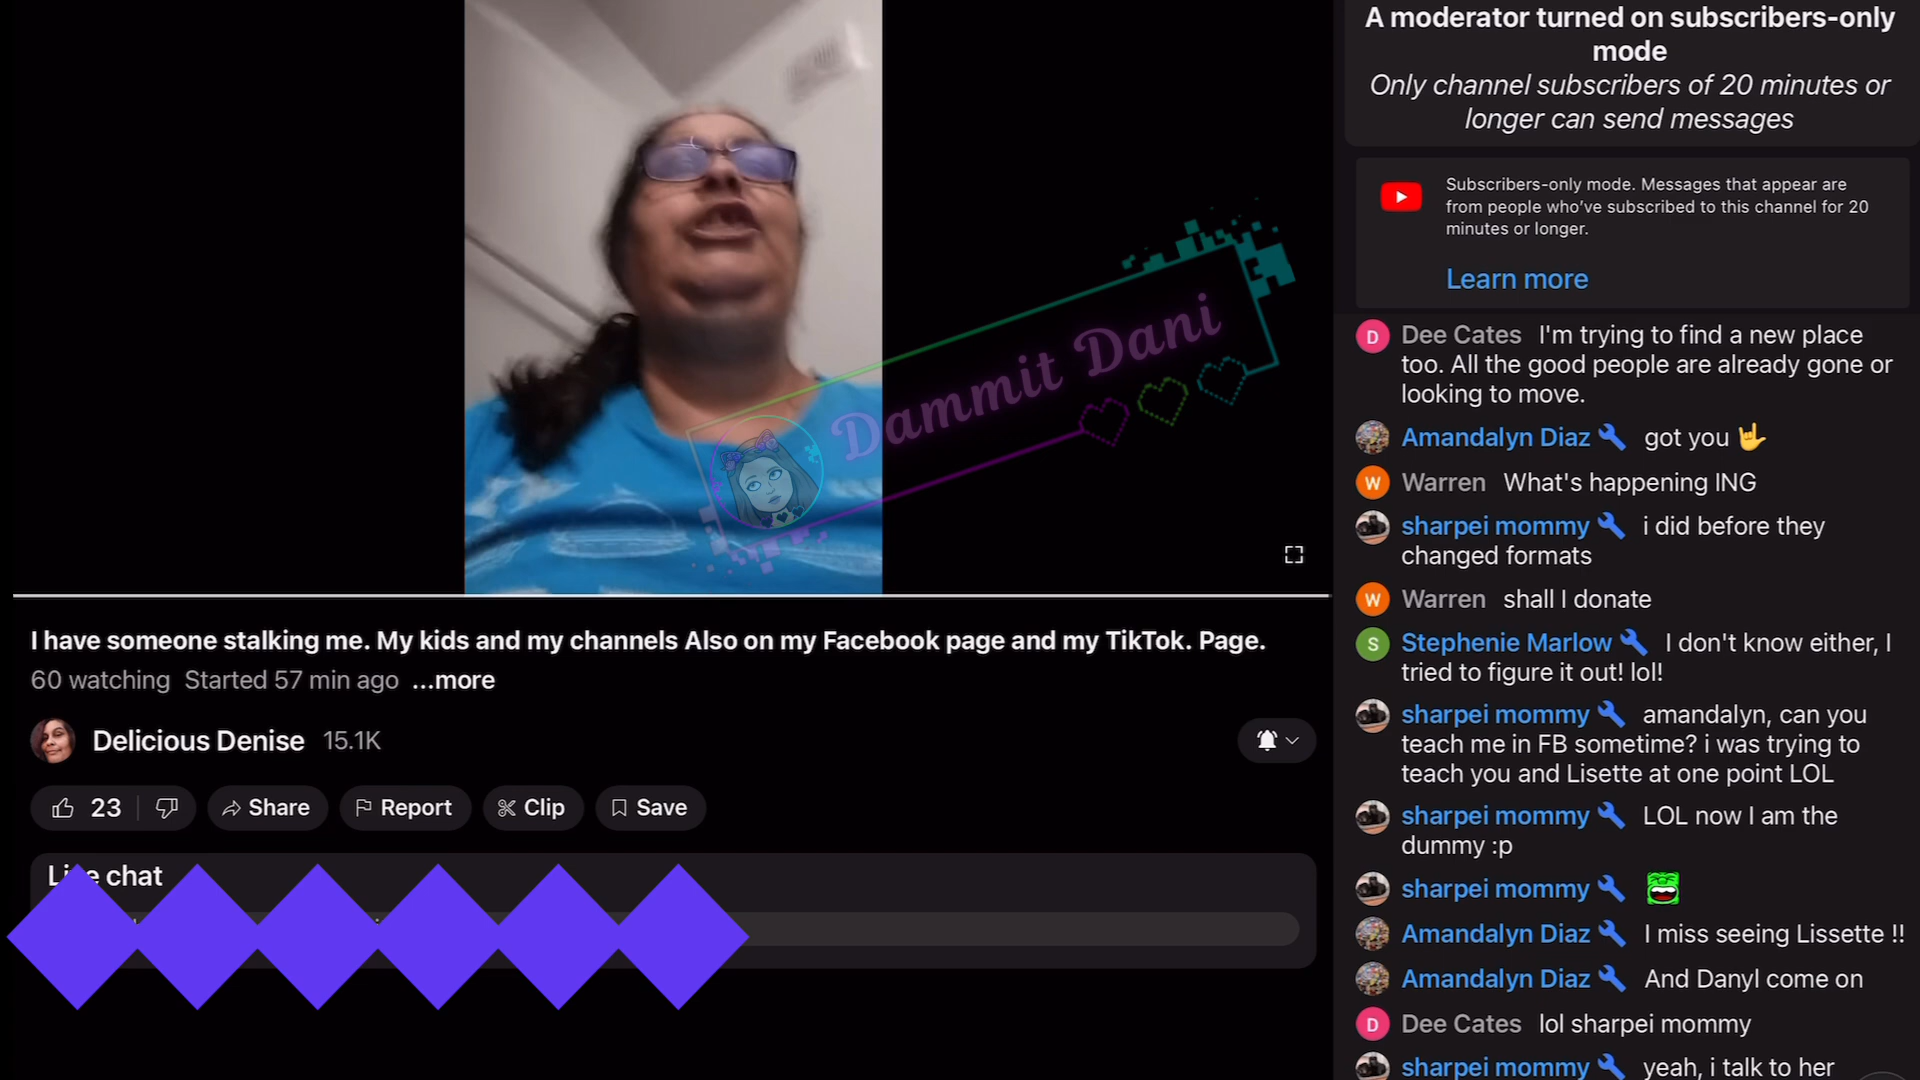 Dammit Dani
I have someone stalking me. My kids and my channels Also on my Facebook page and my TikTok. Page.
60 watching Started 57 min ago ...more
Delicious Denise 15.1K
23 Share Report Clip Save
chat
A moderator turned on subscribers-only
mode
Only channel subscribers of 20 minutes or
longer can send messages
Subscribers-only mode. Messages that appear are
from people who've subscribed to this channel for 20
minutes or longer.
Learn more
D Dee Cates I'm trying to find a new place
too. All the good people are already gone or
looking to move.
Amandalyn Diaz got you 🤟
W Warren What's happening ING
sharpei mommy i did before they
changed formats
W Warren shall I donate
S Stephenie Marlow I don't know either, I
tried to figure it out! lol!
sharpei mommy amandalyn, can you
teach me in FB sometime? i was trying to
teach you and Lisette at one point LOL
sharpei mommy LOL now I am the
dummy :p
sharpei mommy
Amandalyn Diaz I miss seeing Lissette !!
Amandalyn Diaz And Danyl come on
D Dee Cates lol sharpei mommy
sharpei mommy yeah, i talk to her